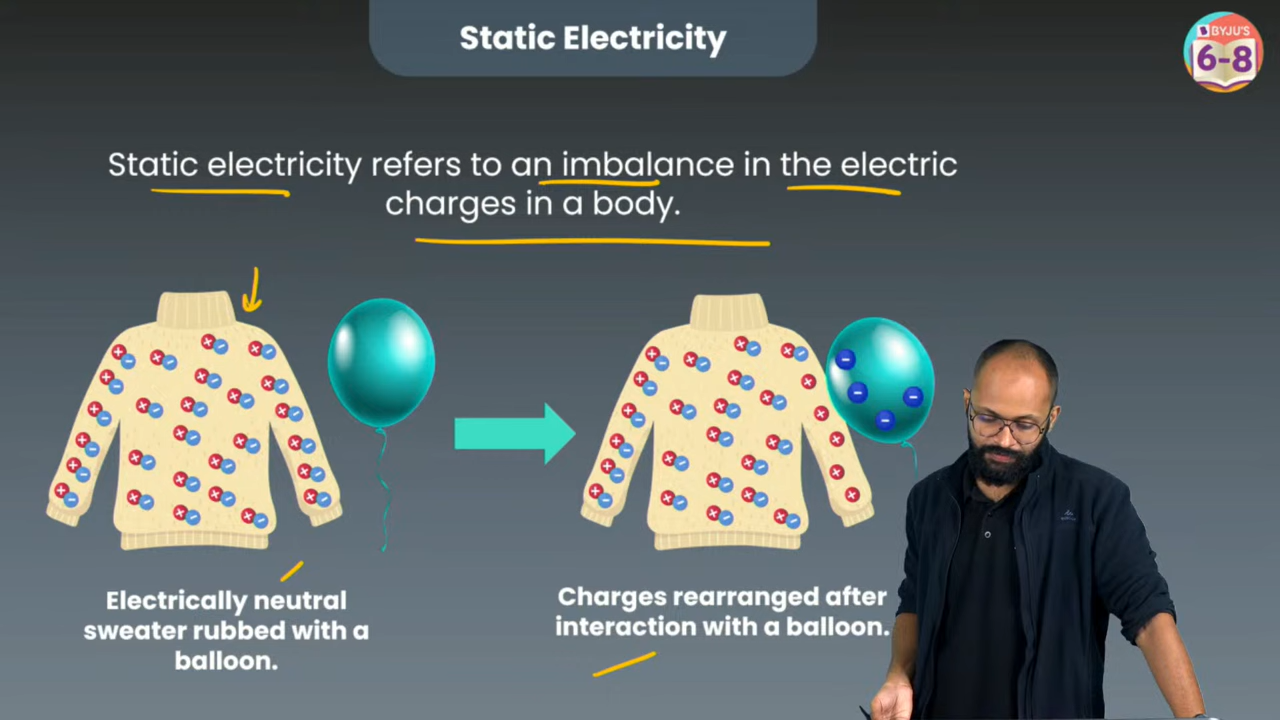 Static Electricity
BYJU'S
6-8
Static electricity refers to an imbalance in the electric
charges in a body.
Electrically neutral
sweater rubbed with a
balloon.
Charges rearranged after
interaction with a balloon.